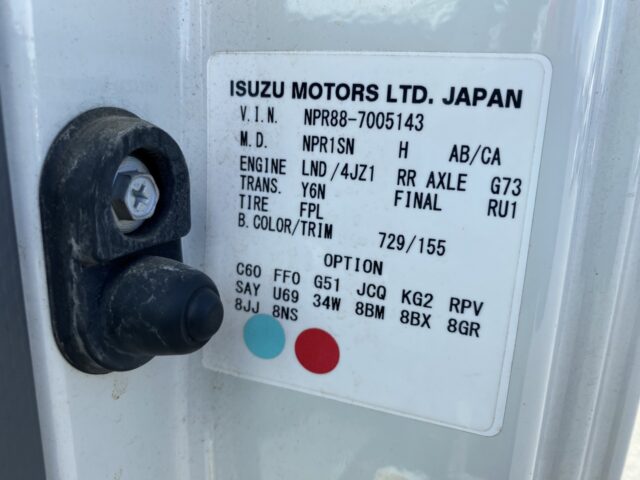 ISUZU MOTORS LTD. JAPAN
V.I.N. NPR88-7005143
M.D. NPR1SN H AB/CA
ENGINE LND/4JZ1 RR AXLE G73
TRANS. Y6N FINAL RU1
TIRE FPL
B.COLOR/TRIM 729/155
OPTION
C60 FF0 G51 JCQ KG2 RPV
SAY U69 34W 8BM 8BX 8GR
8JJ 8NS